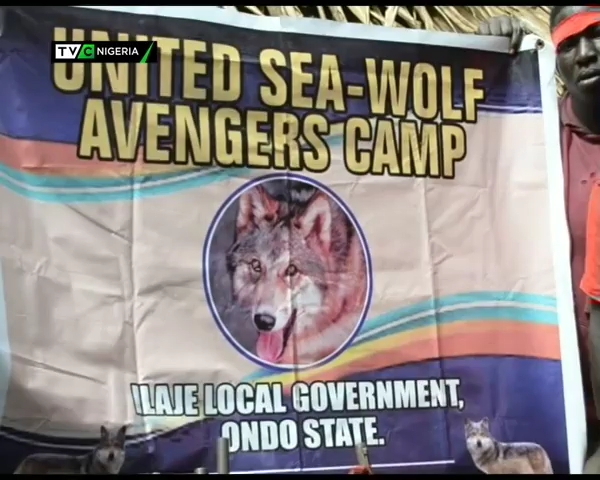 TVC NIGERIA
UNITED SEA-WOLF
AVENGERS CAMP
ILAJE LOCAL GOVERNMENT,
ONDO STATE.